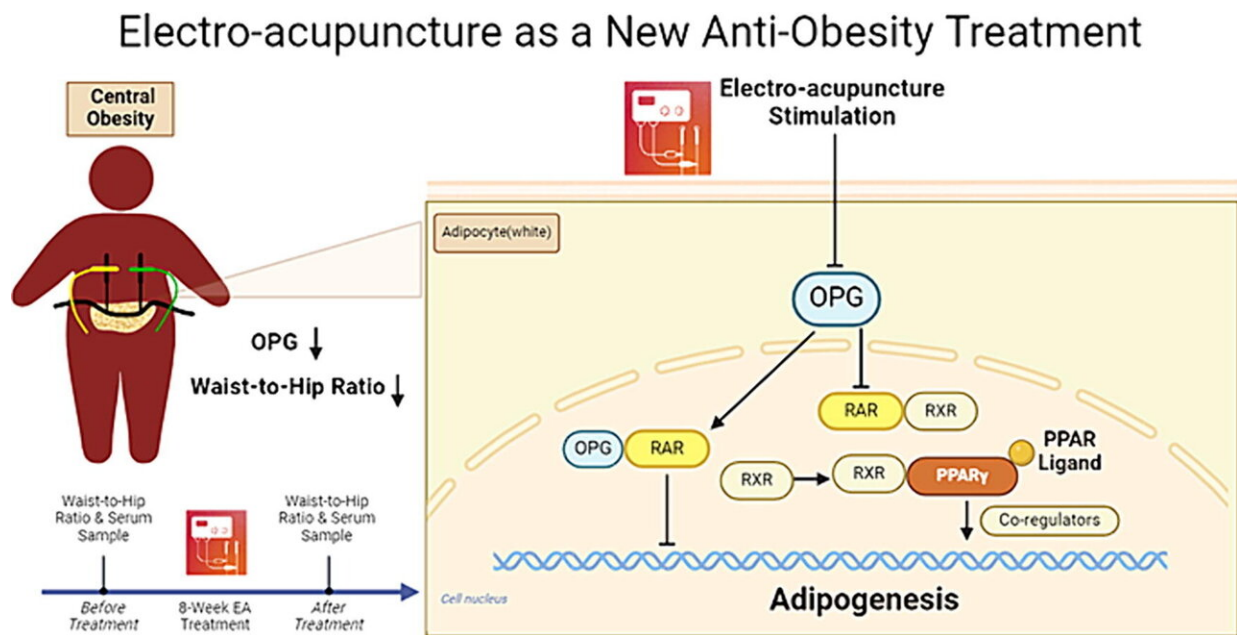 Electro-acupuncture as a New Anti-Obesity Treatment
Central
Obesity
OPG
Waist-to-Hip Ratio
Waist-to-Hip
Ratio & Serum
Sample
Waist-to-Hip
Ratio & Serum
Sample
Before
Treatment
8-Week EA
Treatment
After
Treatment
Electro-acupuncture
Stimulation
Adipocyte(white)
OPG
RAR
RXR
OPG
RAR
PPAR
Ligand
RXR
RXR
PPARγ
Co-regulators
Cell nucleus
Adipogenesis